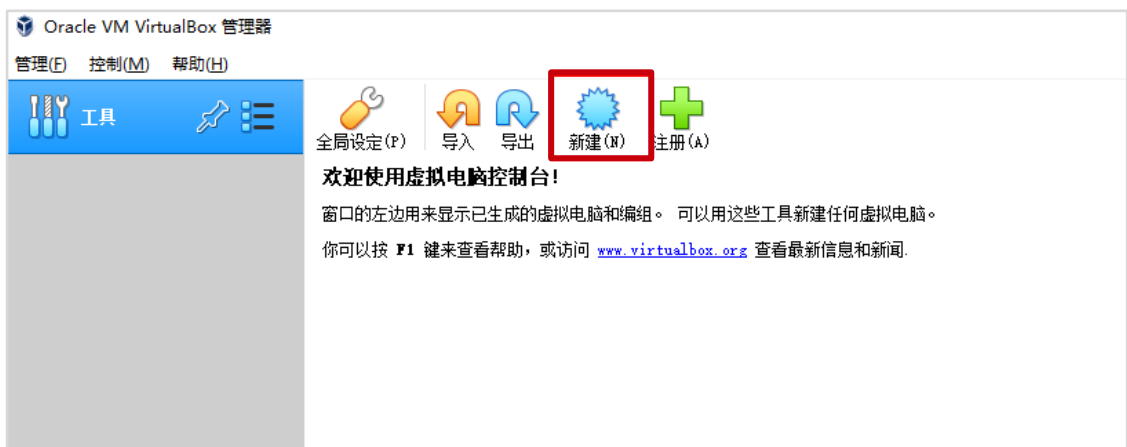 Oracle VM VirtualBox 管理器
管理(F) 控制(M) 帮助(H)
工具
全局设定(P) 导入 导出 新建(N) 注册(A)
欢迎使用虚拟电脑控制台!
窗口的左边用来显示已生成的虚拟电脑和编组。 可以用这些工具新建任何虚拟电脑。
你可以按 F1 键来查看帮助，或访问 www.virtualbox.org 查看最新信息和新闻.